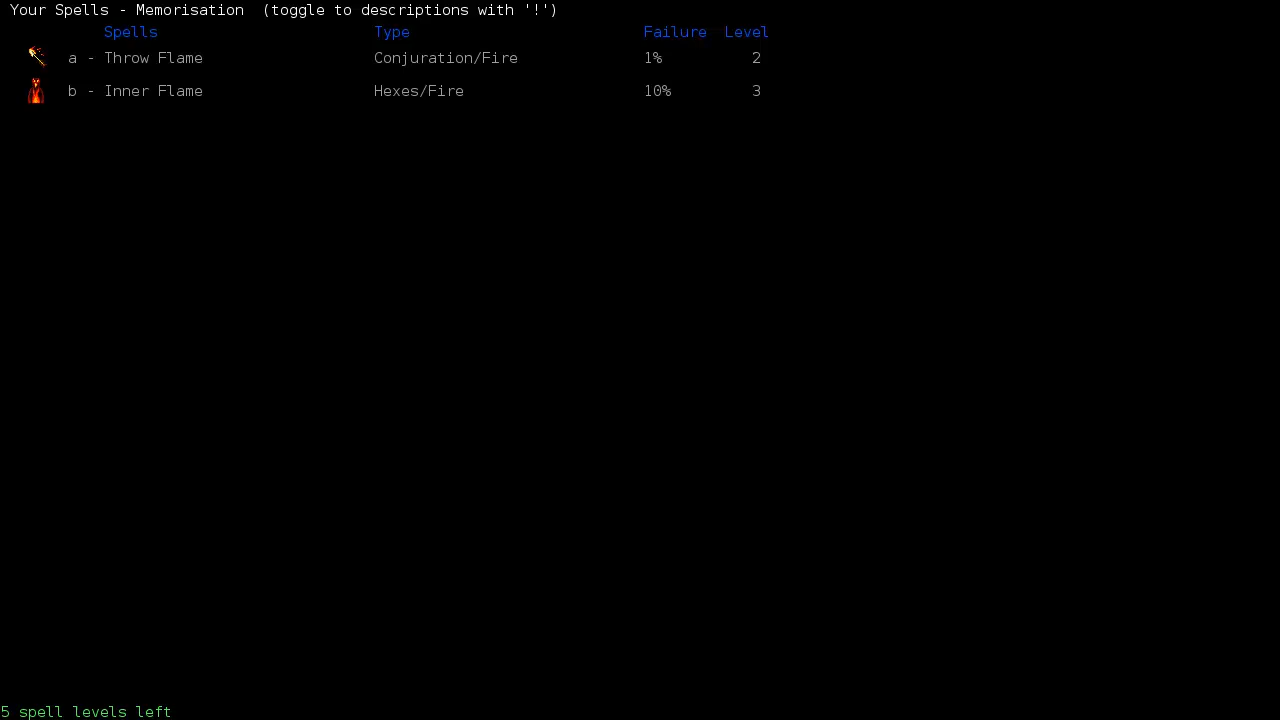 Your Spells - Memorisation  (toggle to descriptions with '!')
Spells Type Failure Level
a - Throw Flame Conjuration/Fire 1% 2
b - Inner Flame Hexes/Fire 10% 3
5 spell levels left